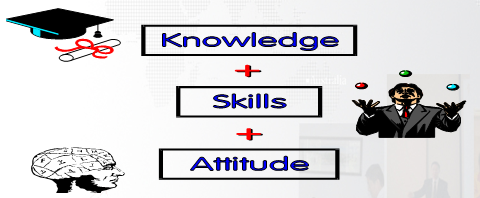 Knowledge
+
Skills
+
Attitude